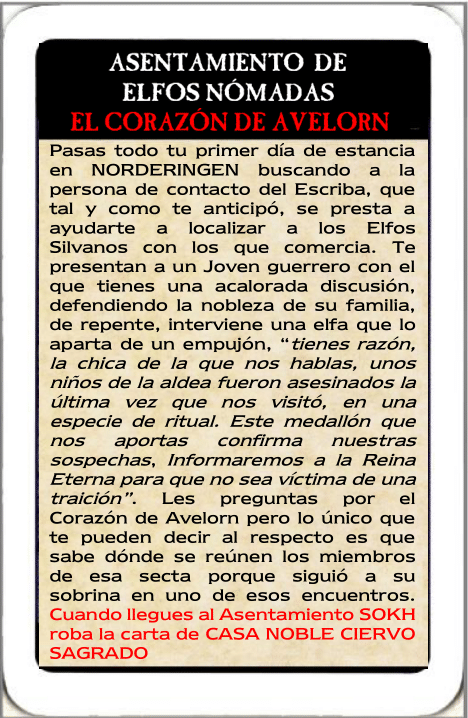 ASENTAMIENTO DE
ELFOS NÓMADAS
EL CORAZÓN DE AVELORN
Pasas todo tu primer día de estancia
en NORDERINGEN buscando a la
persona de contacto del Escriba, que
tal y como te anticipó, se presta a
ayudarte a localizar a los Elfos
Silvanos con los que comercia. Te
presentan a un Joven guerrero con el
que tienes una acalorada discusión,
defendiendo la nobleza de su familia,
de repente, interviene una elfa que lo
aparta de un empujón, “tienes razón,
la chica de la que nos hablas, unos
niños de la aldea fueron asesinados la
última vez que nos visitó, en una
especie de ritual. Este medallón que
nos aportas confirma nuestras
sospechas, Informaremos a la Reina
Eterna para que no sea víctima de una
traición”. Les preguntas por el
Corazón de Avelorn pero lo único que
te pueden decir al respecto es que
sabe dónde se reúnen los miembros
de esa secta porque siguió a su
sobrina en uno de esos encuentros.
Cuando llegues al Asentamiento SOKH
roba la carta de CASA NOBLE CIERVO
SAGRADO